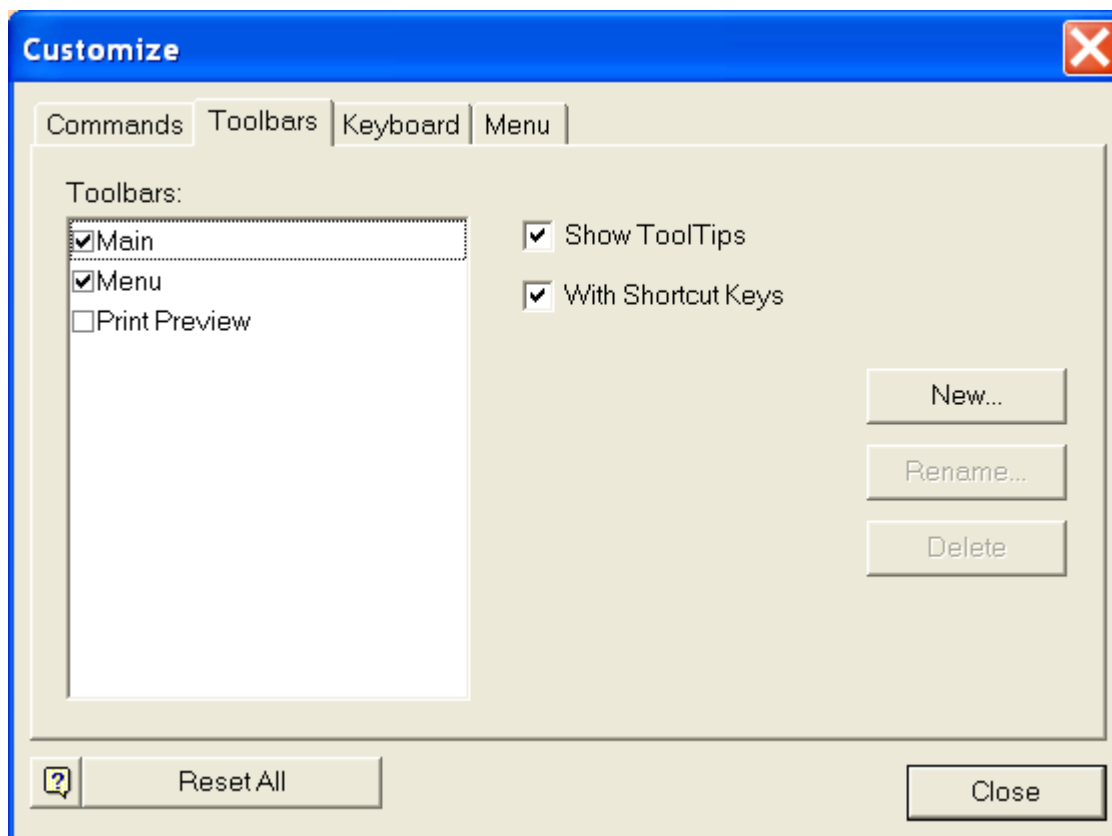 Customize
Commands Toolbars Keyboard Menu
Toolbars:
Main
Menu
Print Preview
Show ToolTips
With Shortcut Keys
New...
Rename...
Delete
?
Reset All
Close